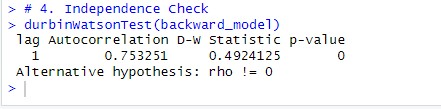 > # 4. Independence Check
> durbinWatsonTest(backward_model)
lag Autocorrelation D-W Statistic p-value
1 0.753251 0.4924125 0
Alternative hypothesis: rho != 0
>